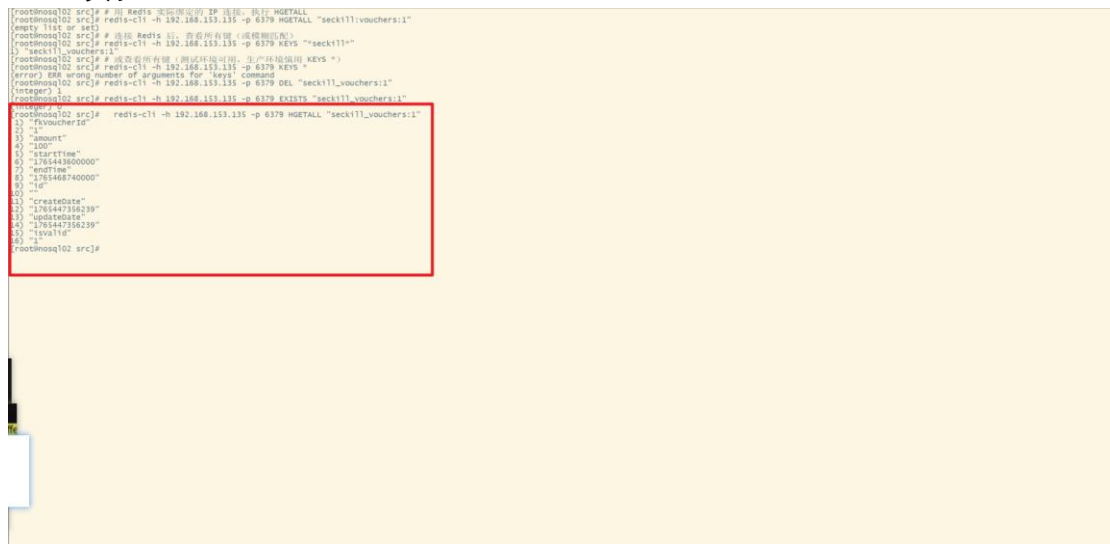 [root@nosql02 src]# # 用 Redis 实际绑定的 IP 连接，执行 HGETALL
[root@nosql02 src]# redis-cli -h 192.168.153.135 -p 6379 HGETALL "seckill:vouchers:1"
(empty list or set)
[root@nosql02 src]# # 连接 Redis 后，查看所有键（或模糊匹配）
[root@nosql02 src]# redis-cli -h 192.168.153.135 -p 6379 KEYS "*seckill*"
1) "seckill_vouchers:1"
[root@nosql02 src]# # 或查看所有键（测试环境可用，生产环境慎用 KEYS *）
[root@nosql02 src]# redis-cli -h 192.168.153.135 -p 6379 KEYS *
(error) ERR wrong number of arguments for 'keys' command
[root@nosql02 src]# redis-cli -h 192.168.153.135 -p 6379 DEL "seckill_vouchers:1"
(integer) 1
[root@nosql02 src]# redis-cli -h 192.168.153.135 -p 6379 EXISTS "seckill_vouchers:1"
(integer) 0
[root@nosql02 src]#   redis-cli -h 192.168.153.135 -p 6379 HGETALL "seckill_vouchers:1"
1) "fkVoucherId"
2) "1"
3) "amount"
4) "100"
5) "startTime"
6) "1765443600000"
7) "endTime"
8) "1765468740000"
9) "id"
10) ""
11) "createDate"
12) "1765447356239"
13) "updateDate"
14) "1765447356239"
15) "isValid"
16) "1"
[root@nosql02 src]#